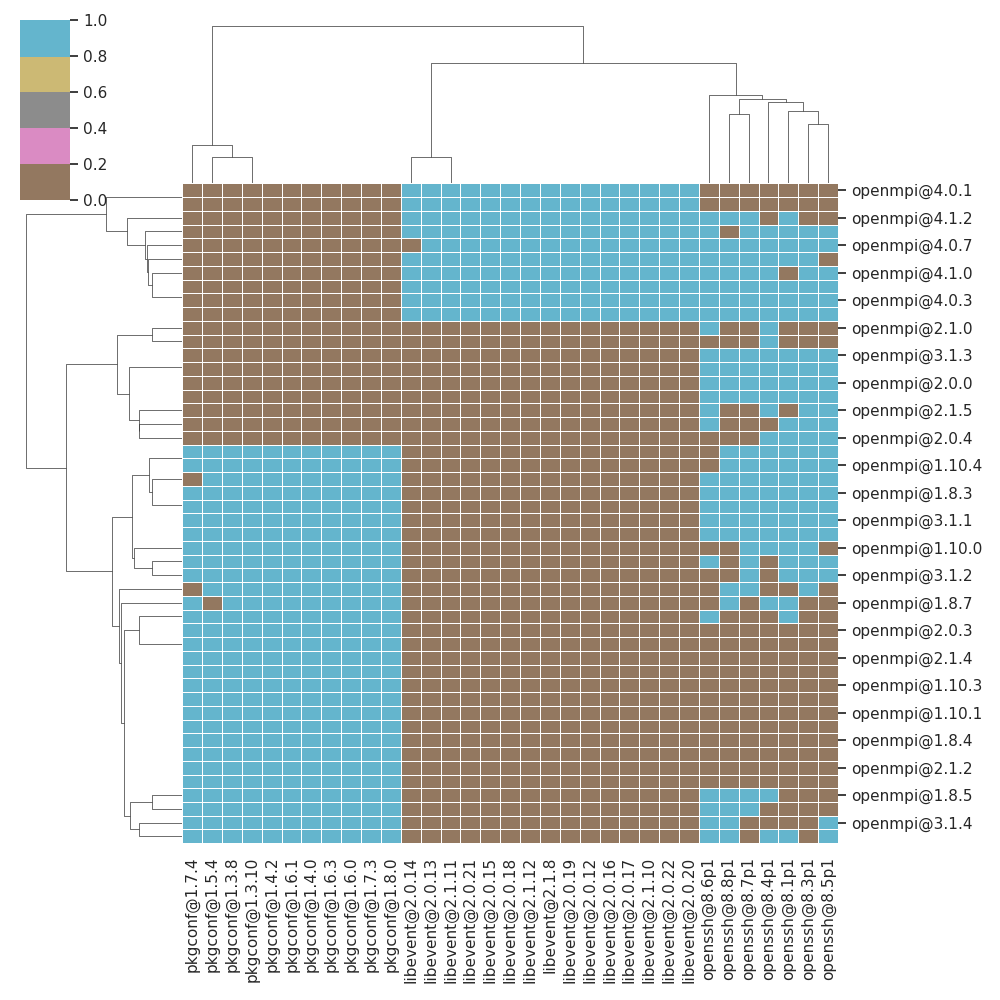 1.0
0.8
0.6
0.4
0.2
0.0
openmpi@4.0.1
openmpi@4.1.2
openmpi@4.0.7
openmpi@4.1.0
openmpi@4.0.3
openmpi@2.1.0
openmpi@3.1.3
openmpi@2.0.0
openmpi@2.1.5
openmpi@2.0.4
openmpi@1.10.4
openmpi@1.8.3
openmpi@3.1.1
openmpi@1.10.0
openmpi@3.1.2
openmpi@1.8.7
openmpi@2.0.3
openmpi@2.1.4
openmpi@1.10.3
openmpi@1.10.1
openmpi@1.8.4
openmpi@2.1.2
openmpi@1.8.5
openmpi@3.1.4
pkgconf@1.7.4
pkgconf@1.5.4
pkgconf@1.3.8
pkgconf@1.3.10
pkgconf@1.4.2
pkgconf@1.6.1
pkgconf@1.4.0
pkgconf@1.6.3
pkgconf@1.6.0
pkgconf@1.7.3
pkgconf@1.8.0
libevent@2.0.14
libevent@2.0.13
libevent@2.1.11
libevent@2.0.21
libevent@2.0.15
libevent@2.0.18
libevent@2.1.12
libevent@2.1.8
libevent@2.0.19
libevent@2.0.12
libevent@2.0.16
libevent@2.0.17
libevent@2.1.10
libevent@2.0.22
libevent@2.0.20
openssh@8.6p1
openssh@8.8p1
openssh@8.7p1
openssh@8.4p1
openssh@8.1p1
openssh@8.3p1
openssh@8.5p1